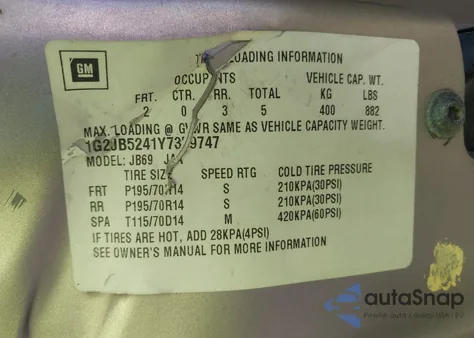 GM
LOADING INFORMATION
OCCUPANTS VEHICLE CAP. WT.
FRT. CTR. RR. TOTAL KG LBS
2 0 3 5 400 882
MAX. LOADING @ GVWR SAME AS VEHICLE CAPACITY WEIGHT.
MODEL: JB69
TIRE SIZE SPEED RTG COLD TIRE PRESSURE
FRT P195/70R14 S 210KPA(30PSI)
RR P195/70R14 S 210KPA(30PSI)
SPA T115/70D14 M 420KPA(60PSI)
IF TIRES ARE HOT, ADD 28KPA(4PSI)
SEE OWNER'S MANUAL FOR MORE INFORMATION
autaSnap